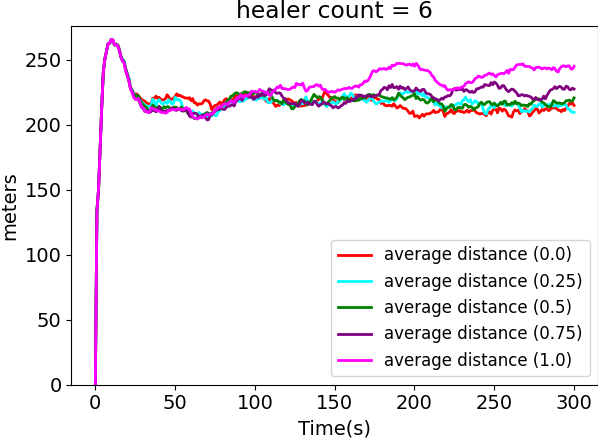 healer count = 6
250
200
150
100
50
0
meters
0 50 100 150 200 250 300
Time(s)
average distance (0.0)
average distance (0.25)
average distance (0.5)
average distance (0.75)
average distance (1.0)